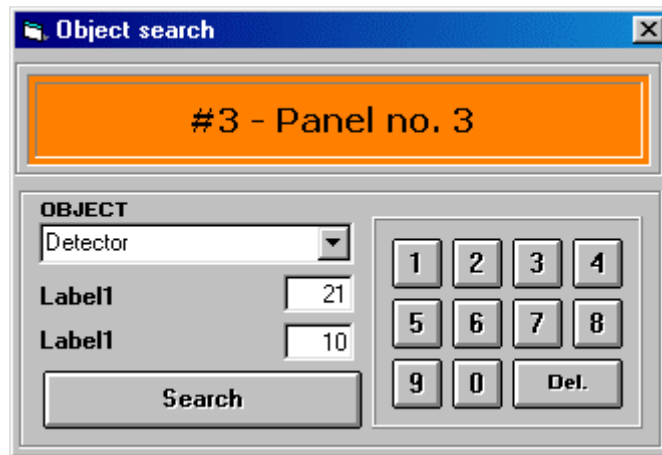 Object search
#3 - Panel no. 3
OBJECT
Detector
Label1 21
Label1 10
Search
1 2 3 4
5 6 7 8
9 0 Del.